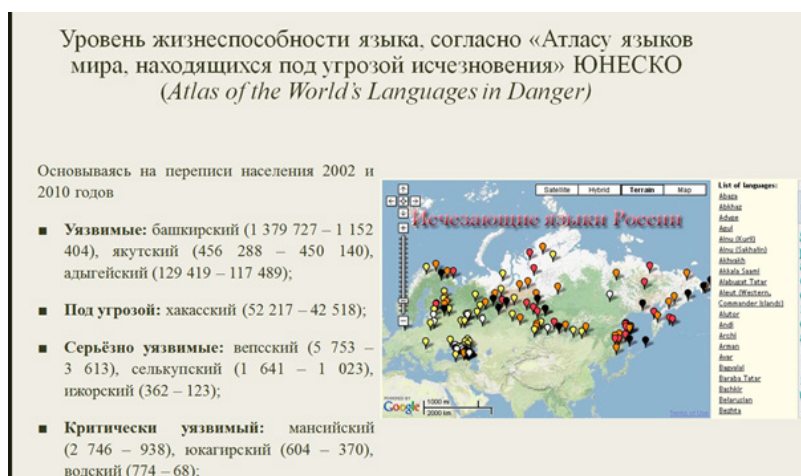 Уровень жизнеспособности языка, согласно «Атласу языков
мира, находящихся под угрозой исчезновения» ЮНЕСКО
(Atlas of the World's Languages in Danger)
Основываясь на переписи населения 2002 и
2010 годов
■ Уязвимые: башкирский (1 379 727 – 1 152
404), якутский (456 288 – 450 140),
адыгейский (129 419 – 117 489);
■ Под угрозой: хакасский (52 217 – 42 518);
■ Серьёзно уязвимые: вепсский (5 753 –
3 613), селькупский (1 641 – 1 023),
ижорский (362 – 123);
■ Критически уязвимый: мансийский
(2 746 – 938), юкагирский (604 – 370),
водский (774 – 68);
Satellite Hybrid Terrain Map
Исчезающие языки России
POWERED BY
Google
1000 mi
2000 km
Terms of Use
List of languages:
Abaza
Abkhaz
Adyge
Agul
Ainu (Kuril)
Ainu (Sakhalin)
Akhvakh
Akkala Saami
Alabugat Tatar
Aleut (Western,
Commander Islands)
Alutor
Andi
Archi
Arman
Avar
Bagvalal
Baraba Tatar
Bashkir
Belarusian
Bezhta